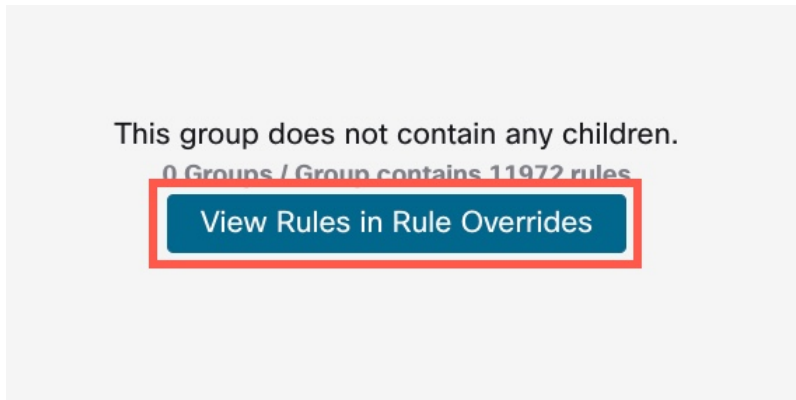 This group does not contain any children.
0 Groups / Group contains 11972 rules
View Rules in Rule Overrides